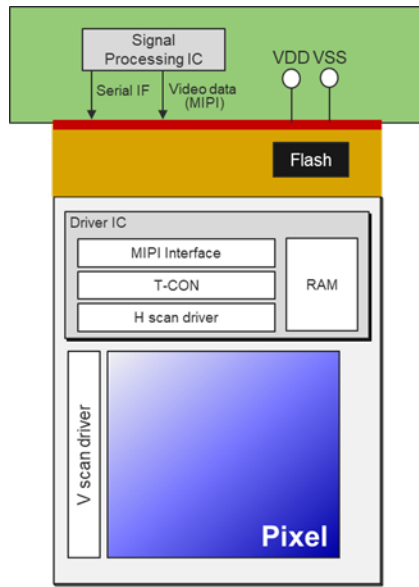 Signal
Processing IC
VDD VSS
Serial IF
Video data
(MIPI)
Flash
Driver IC
MIPI Interface
T-CON
H scan driver
RAM
V scan driver
Pixel